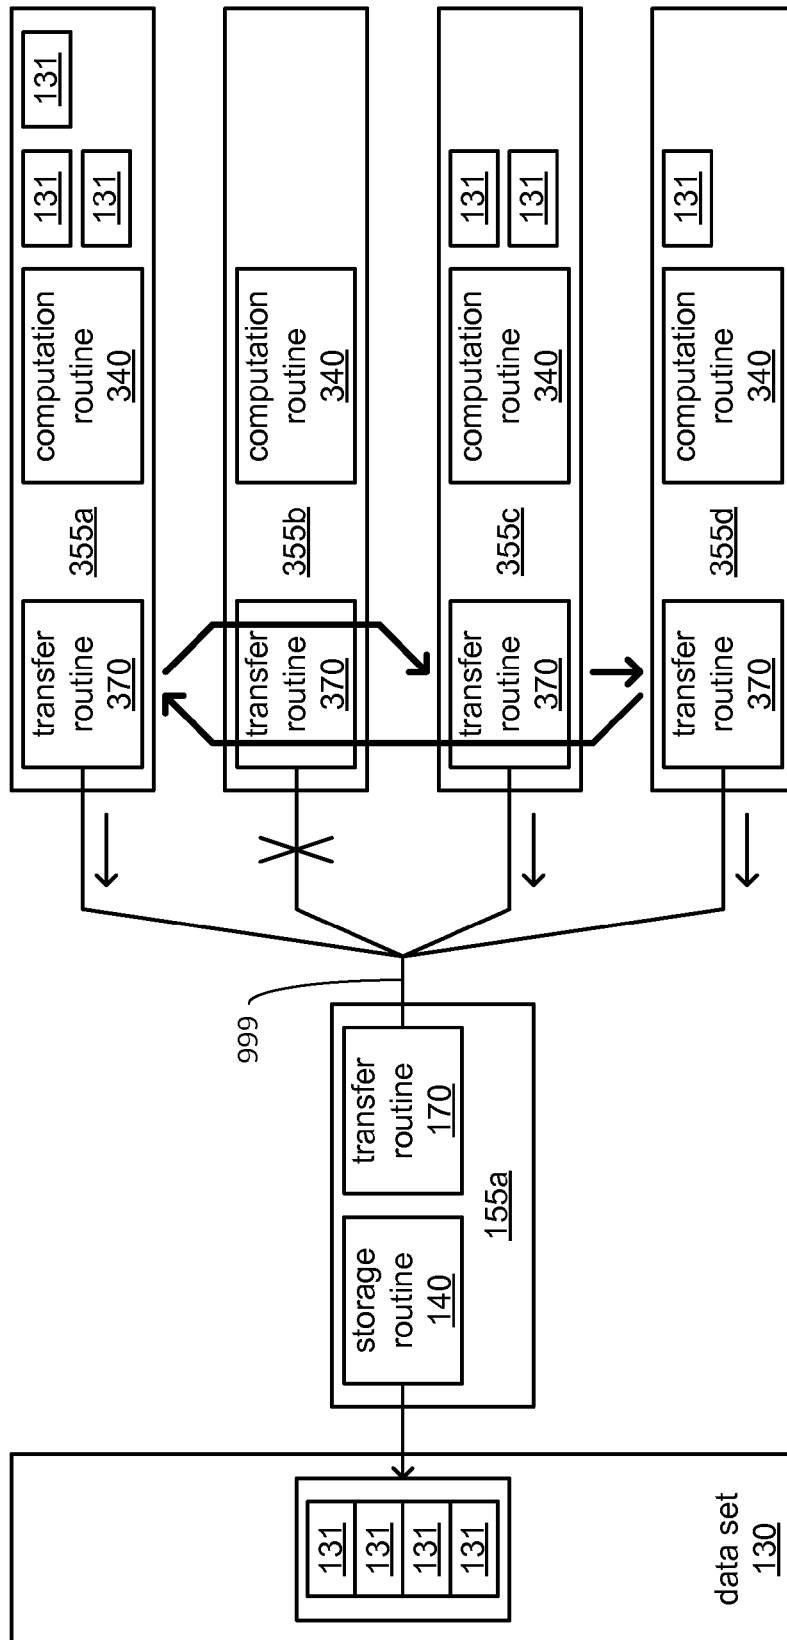 131
131
131
131
data set
130
storage
routine
140
transfer
routine
170
155a
999
transfer
routine
370
355a
computation
routine
340
131
131
131
transfer
routine
370
355b
computation
routine
340
transfer
routine
370
355c
computation
routine
340
131
131
transfer
routine
370
355d
computation
routine
340
131